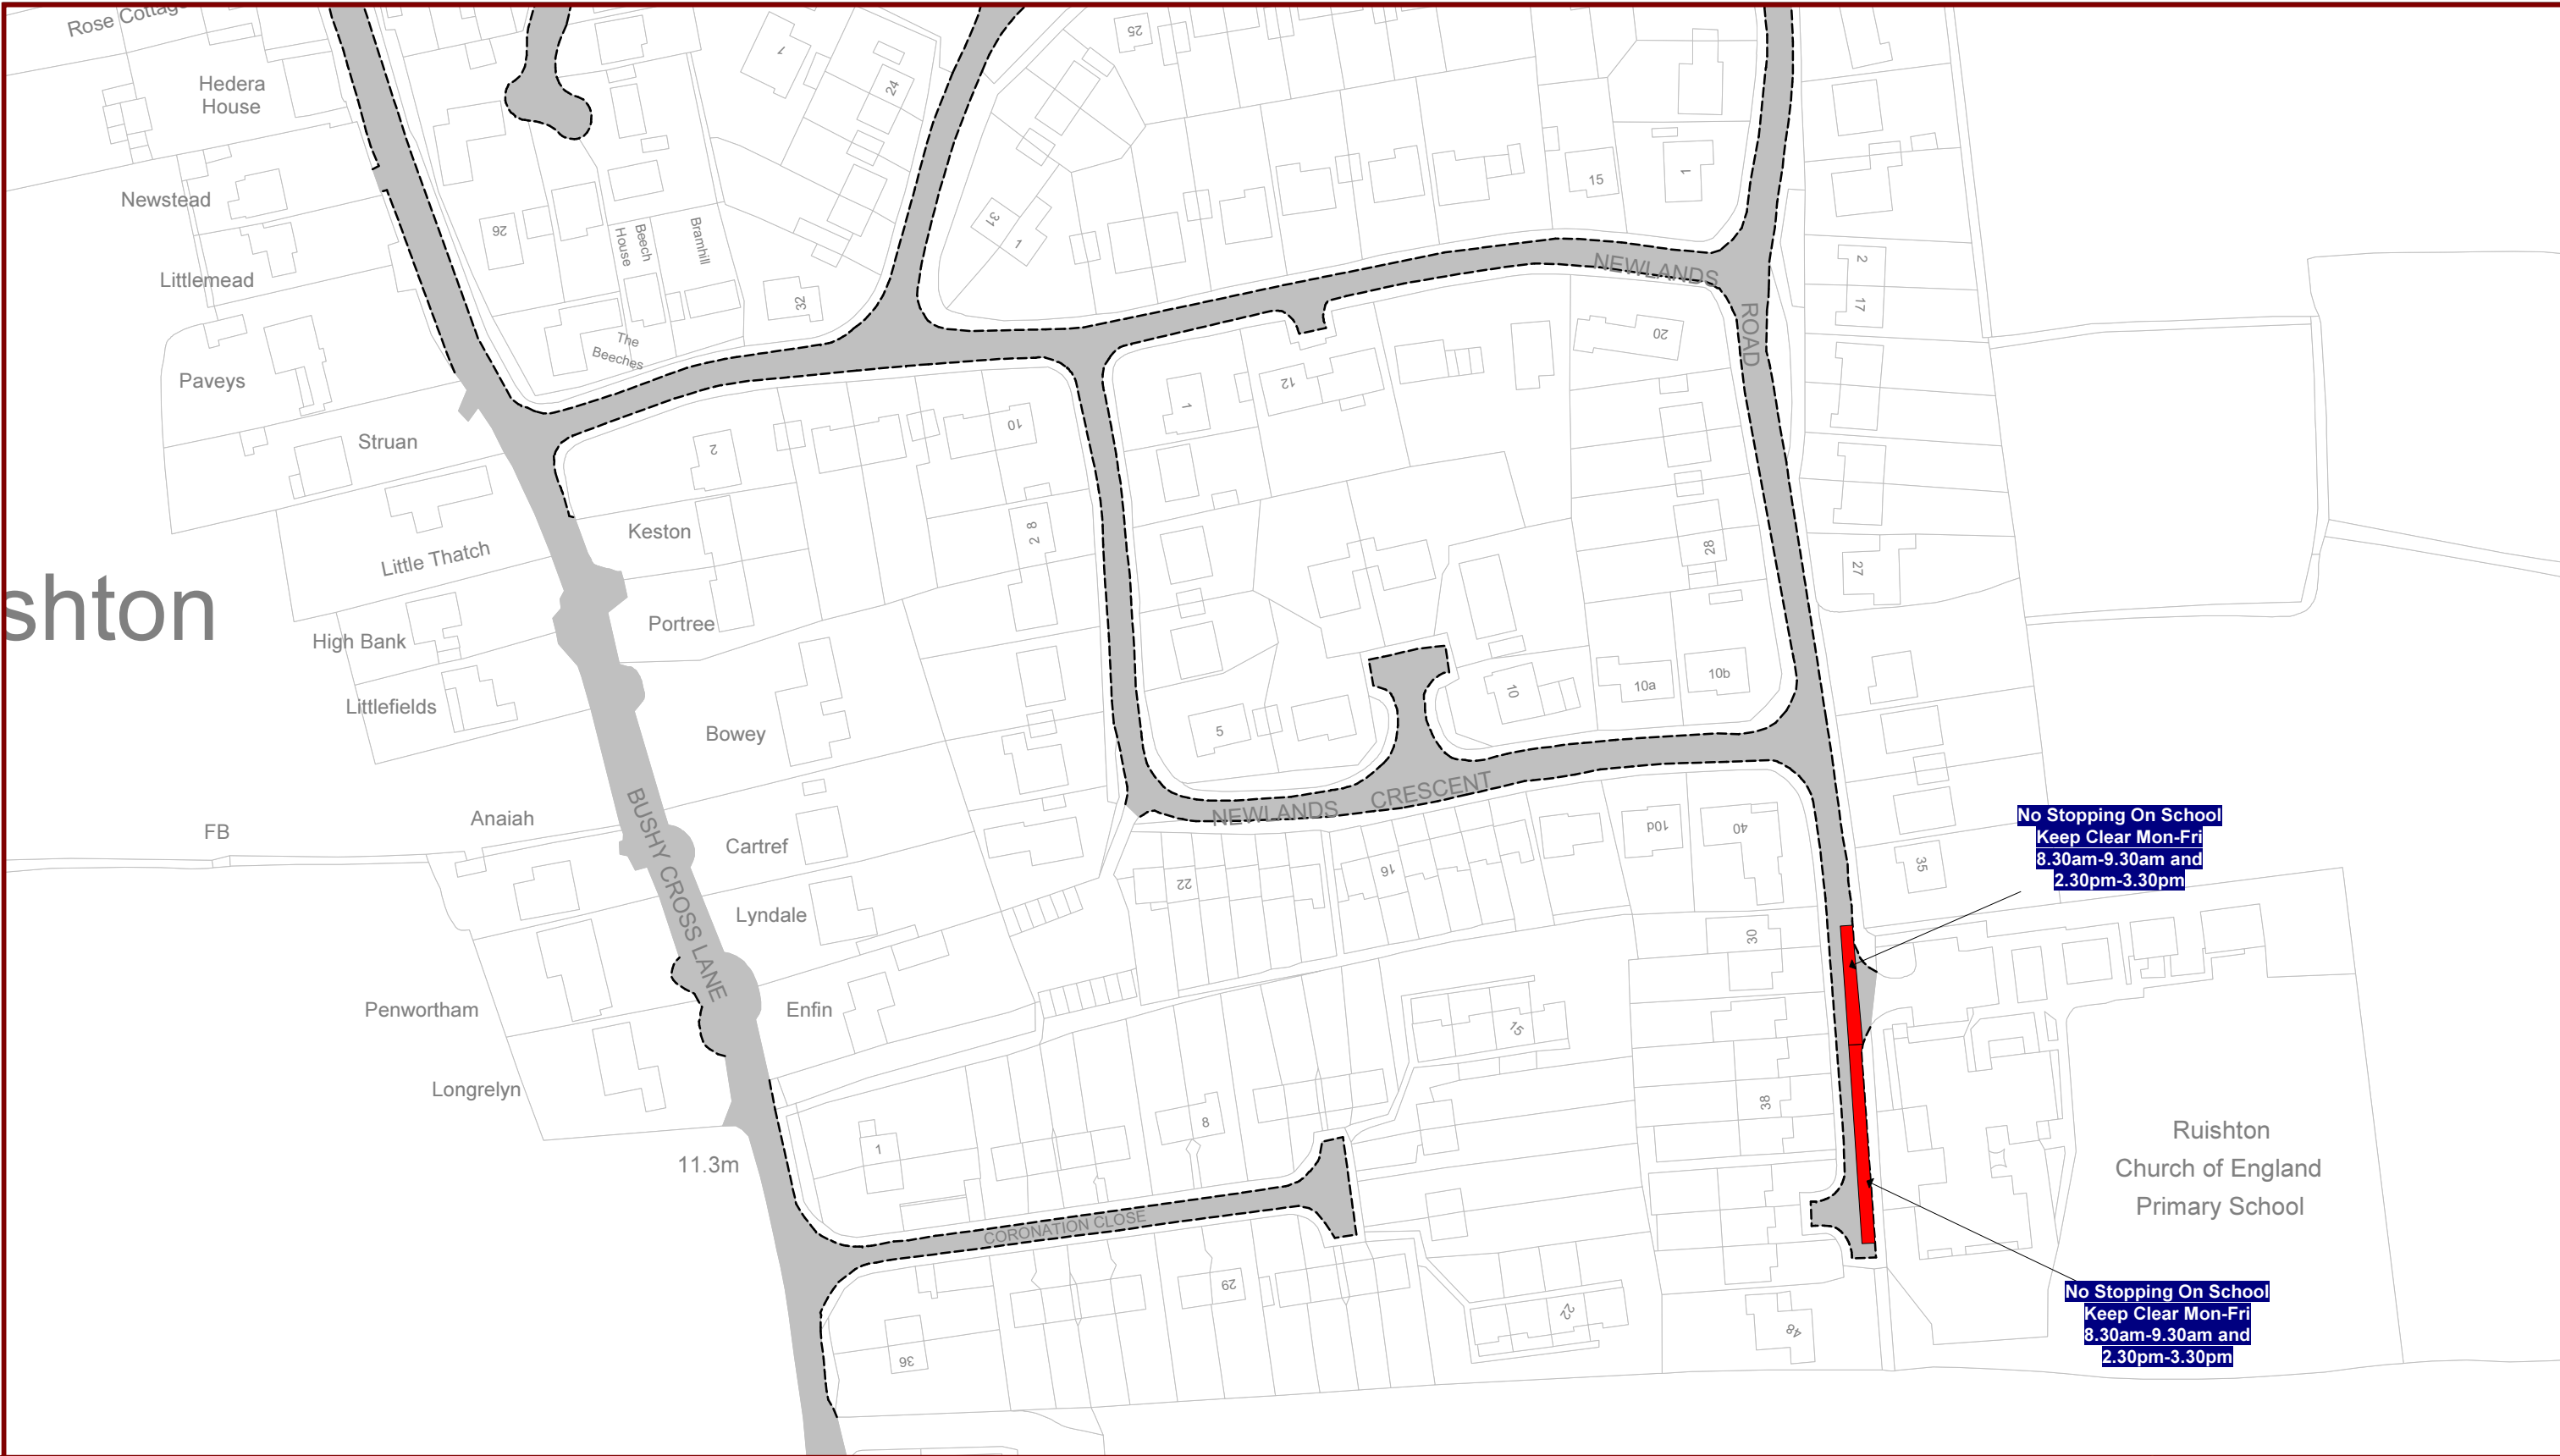 Rose Cottage
25
1
24
Hedera
House
Newstead
15
1
31
1
26
Beech
House
Bramhill
Littlemead
2
17
NEWLANDS
32
ROAD
20
The
Beeches
Paveys
12
1
10
Struan
2
Keston
2 8
28
Little Thatch
27
shton
Portree
High Bank
10a
10b
10
Littlefields
5
Bowey
NEWLANDS CRESCENT
BUSHY CROSS LANE
No Stopping On School
Keep Clear Mon-Fri
8.30am-9.30am and
2.30pm-3.30pm
Anaiah
FB
10d
40
Cartref
35
16
22
Lyndale
30
Penwortham
Enfin
15
Longrelyn
38
8
Ruishton
Church of England
Primary School
1
11.3m
CORONATION CLOSE
29
No Stopping On School
Keep Clear Mon-Fri
8.30am-9.30am and
2.30pm-3.30pm
22
48
36